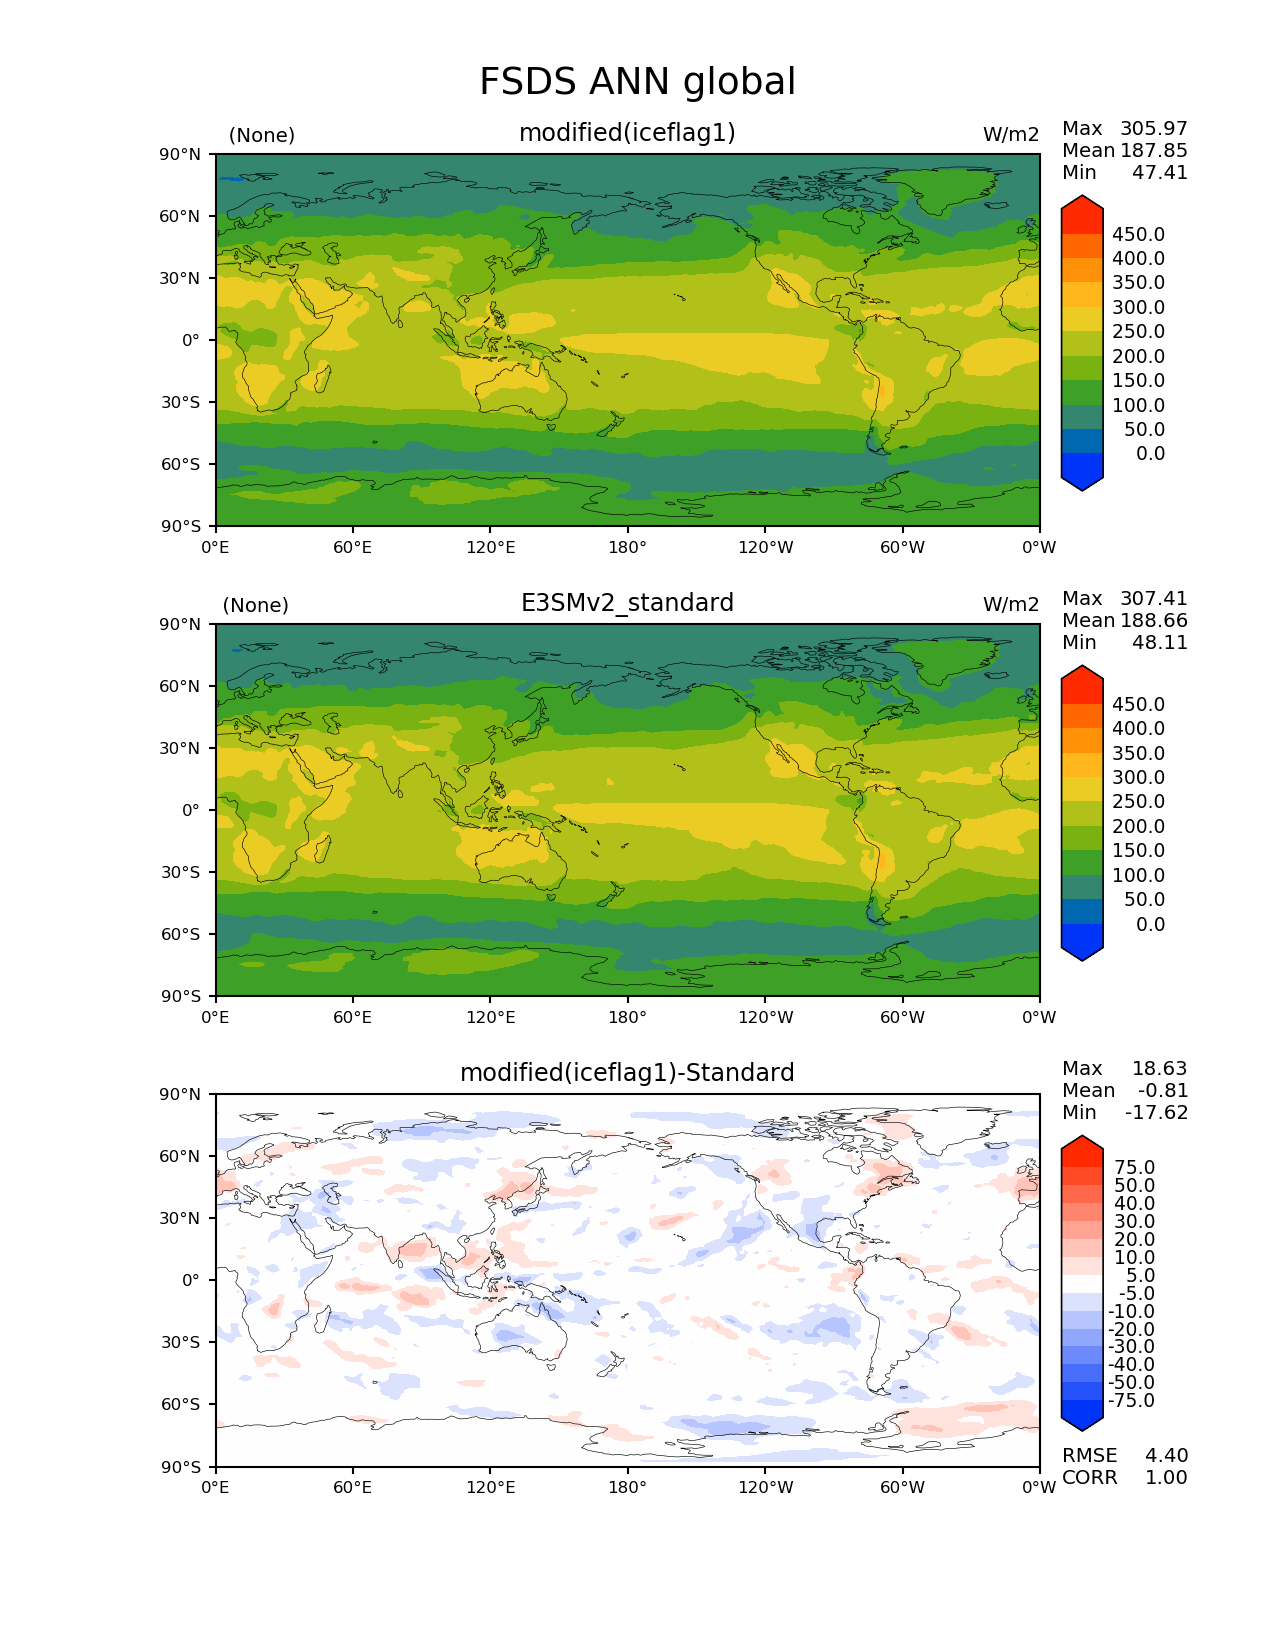 FSDS ANN global
(None) modified(iceflag1) W/m2
Max 305.97
Mean 187.85
Min 47.41
90°N
60°N
30°N
0°
30°S
60°S
90°S
0°E 60°E 120°E 180° 120°W 60°W 0°W
450.0
400.0
350.0
300.0
250.0
200.0
150.0
100.0
50.0
0.0
(None) E3SMv2_standard W/m2
Max 307.41
Mean 188.66
Min 48.11
90°N
60°N
30°N
0°
30°S
60°S
90°S
0°E 60°E 120°E 180° 120°W 60°W 0°W
450.0
400.0
350.0
300.0
250.0
200.0
150.0
100.0
50.0
0.0
modified(iceflag1)-Standard
Max 18.63
Mean -0.81
Min -17.62
90°N
60°N
30°N
0°
30°S
60°S
90°S
0°E 60°E 120°E 180° 120°W 60°W 0°W
75.0
50.0
40.0
30.0
20.0
10.0
5.0
-5.0
-10.0
-20.0
-30.0
-40.0
-50.0
-75.0
RMSE 4.40
CORR 1.00